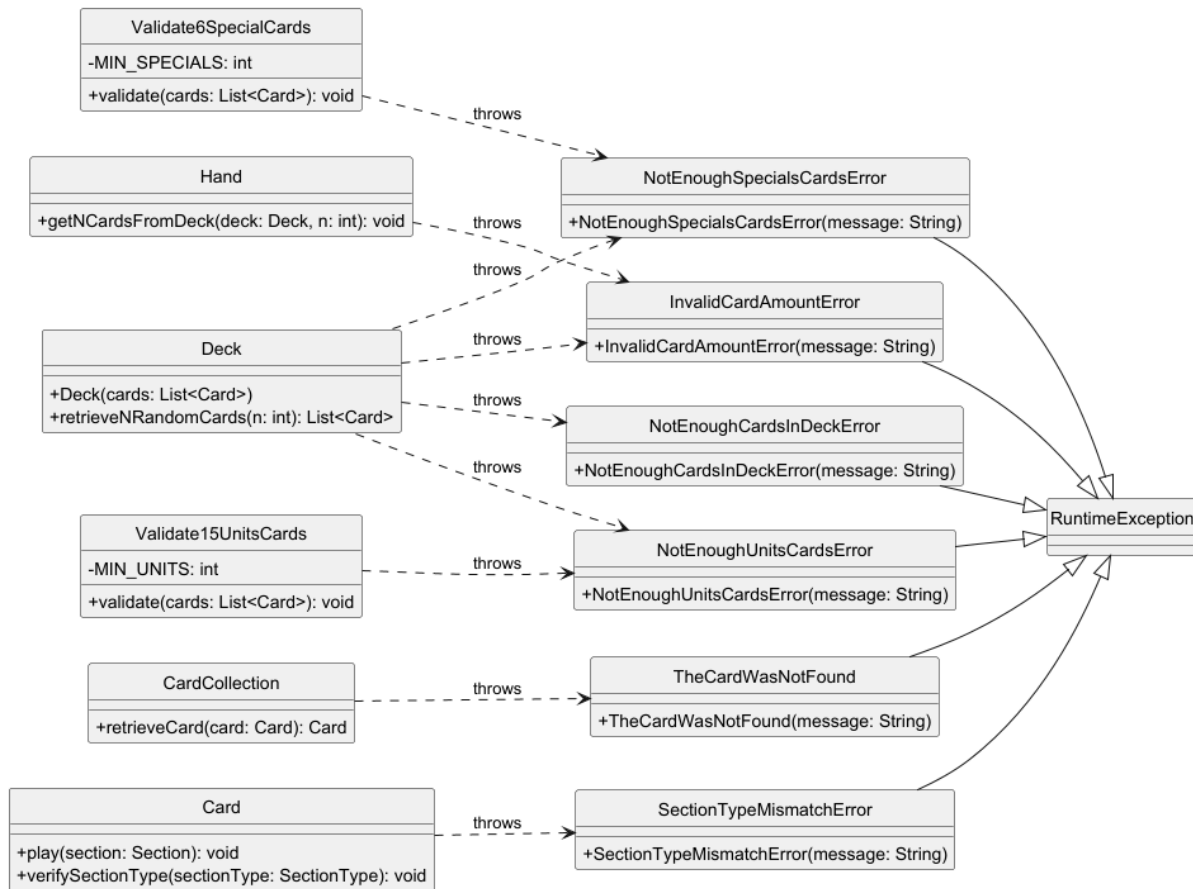 Validate6SpecialCards
-MIN_SPECIALS: int
+validate(cards: List<Card>): void
throws
Hand
+getNCardsFromDeck(deck: Deck, n: int): void
throws
NotEnoughSpecialsCardsError
+NotEnoughSpecialsCardsError(message: String)
throws
InvalidCardAmountError
+InvalidCardAmountError(message: String)
Deck
+Deck(cards: List<Card>)
+retrieveNRandomCards(n: int): List<Card>
throws
throws
NotEnoughCardsInDeckError
+NotEnoughCardsInDeckError(message: String)
throws
RuntimeException
Validate15UnitsCards
-MIN_UNITS: int
+validate(cards: List<Card>): void
throws
NotEnoughUnitsCardsError
+NotEnoughUnitsCardsError(message: String)
CardCollection
+retrieveCard(card: Card): Card
throws
TheCardWasNotFound
+TheCardWasNotFound(message: String)
Card
+play(section: Section): void
+verifySectionType(sectionType: SectionType): void
throws
SectionTypeMismatchError
+SectionTypeMismatchError(message: String)